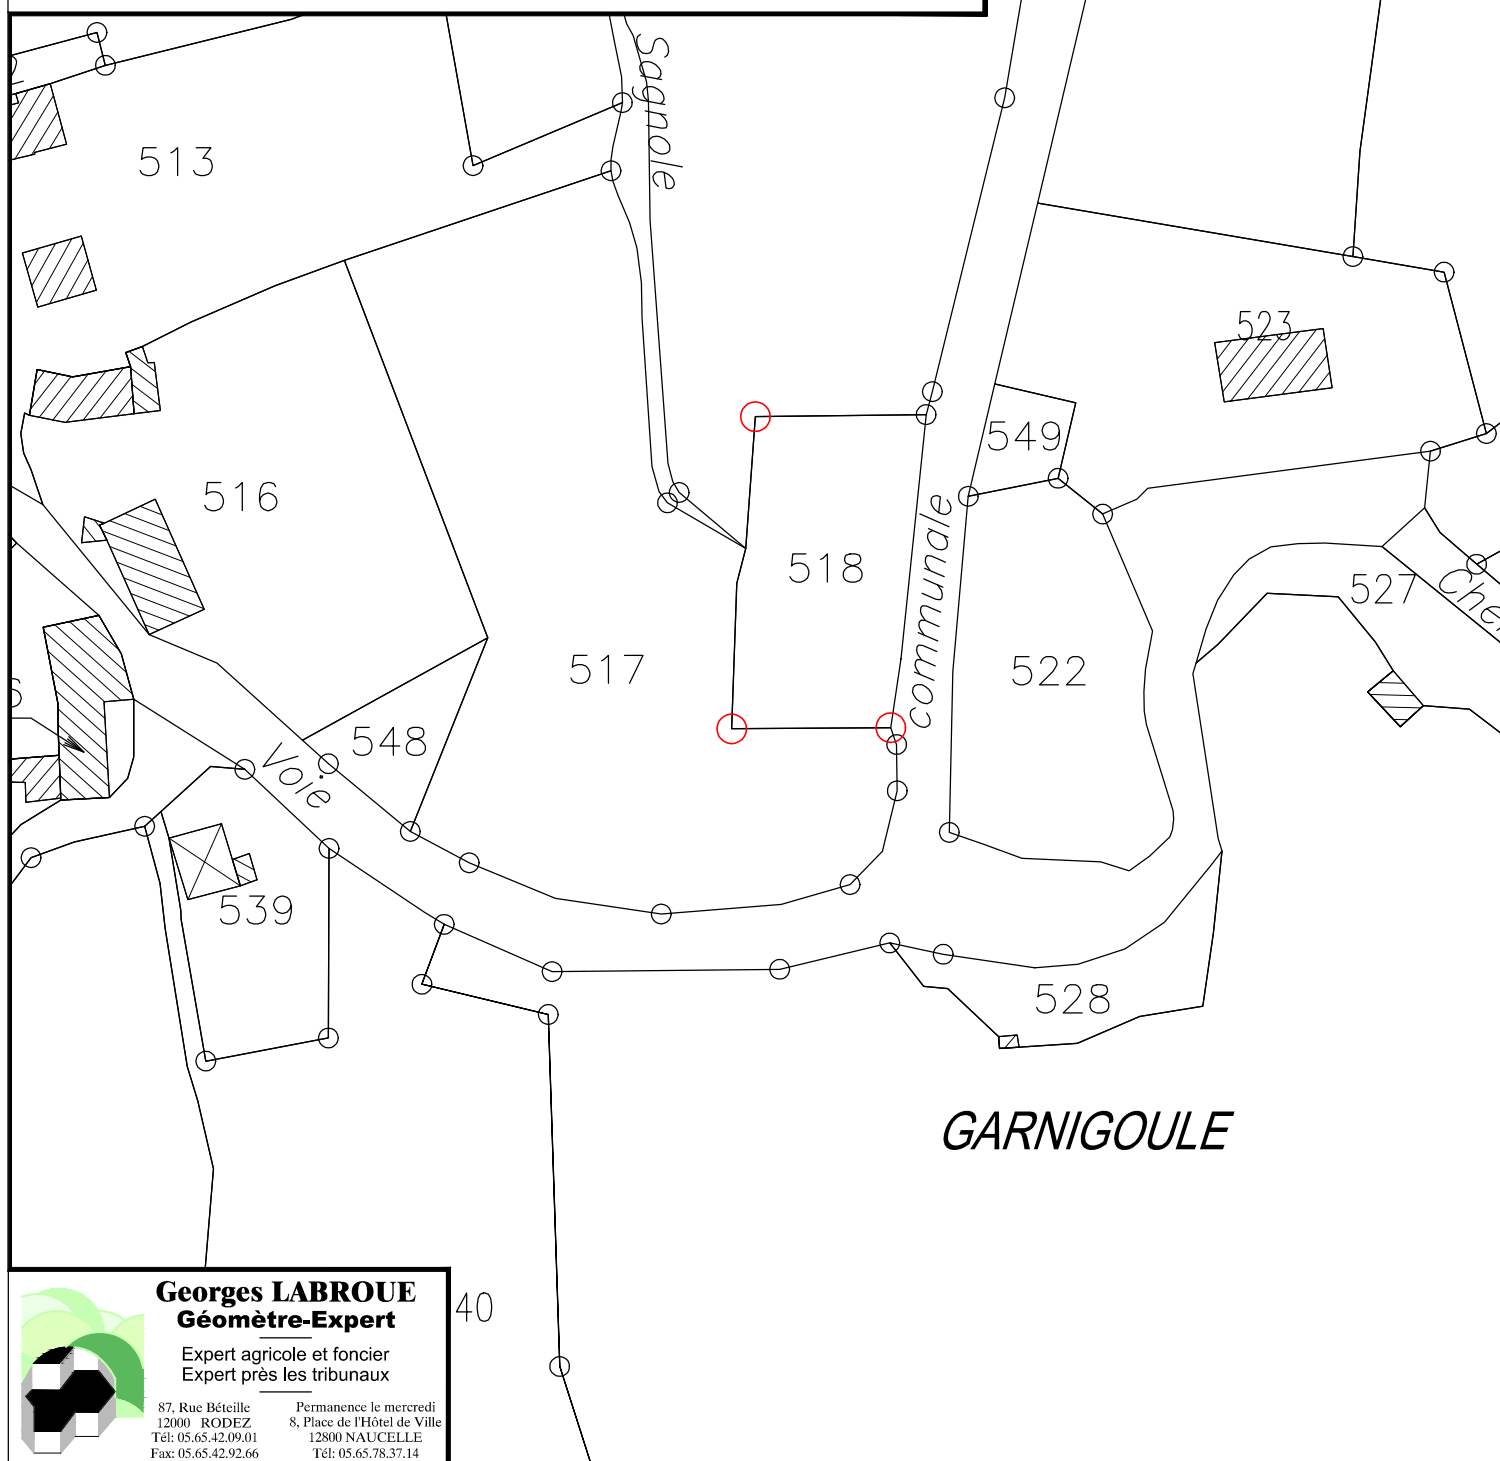 Sagnole
513
523
549
516
communale
518
527
517
522
548
Voie
539
528
GARNIGOULE
40
Georges LABROUE
Géomètre-Expert
Expert agricole et foncier
Expert près les tribunaux
87, Rue Béteille
12000 RODEZ
Tél: 05.65.42.09.01
Fax: 05.65.42.92.66
Permanence le mercredi
8, Place de l'Hôtel de Ville
12800 NAUCELLE
Tél: 05.65.78.37.14